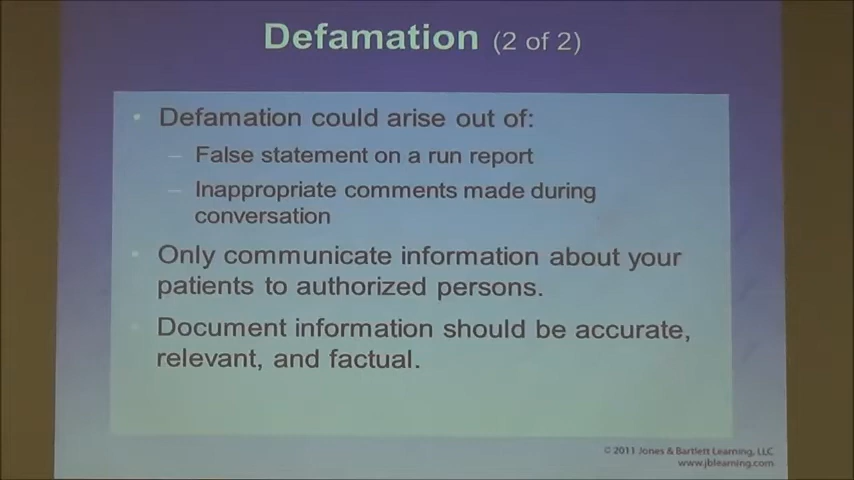 Defamation (2 of 2)
• Defamation could arise out of:
– False statement on a run report
– Inappropriate comments made during
conversation
• Only communicate information about your
patients to authorized persons.
• Document information should be accurate,
relevant, and factual.
© 2011 Jones & Bartlett Learning, LLC
www.jblearning.com